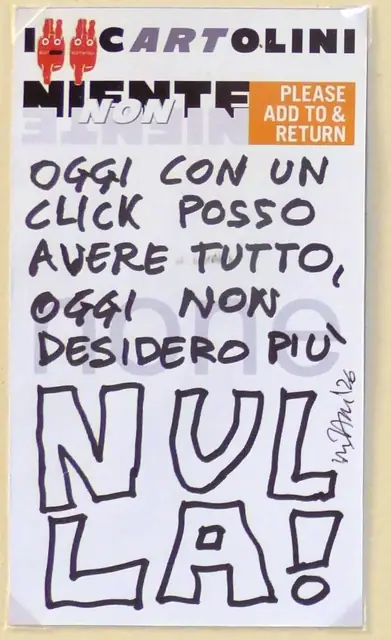 I CARTOLINI
NIENTE
NON
PLEASE
ADD TO &
RETURN
OGGI CON UN
CLICK POSSO
AVERE TUTTO,
OGGI NON
none
DESIDERO PIÙ
NUL
LA!